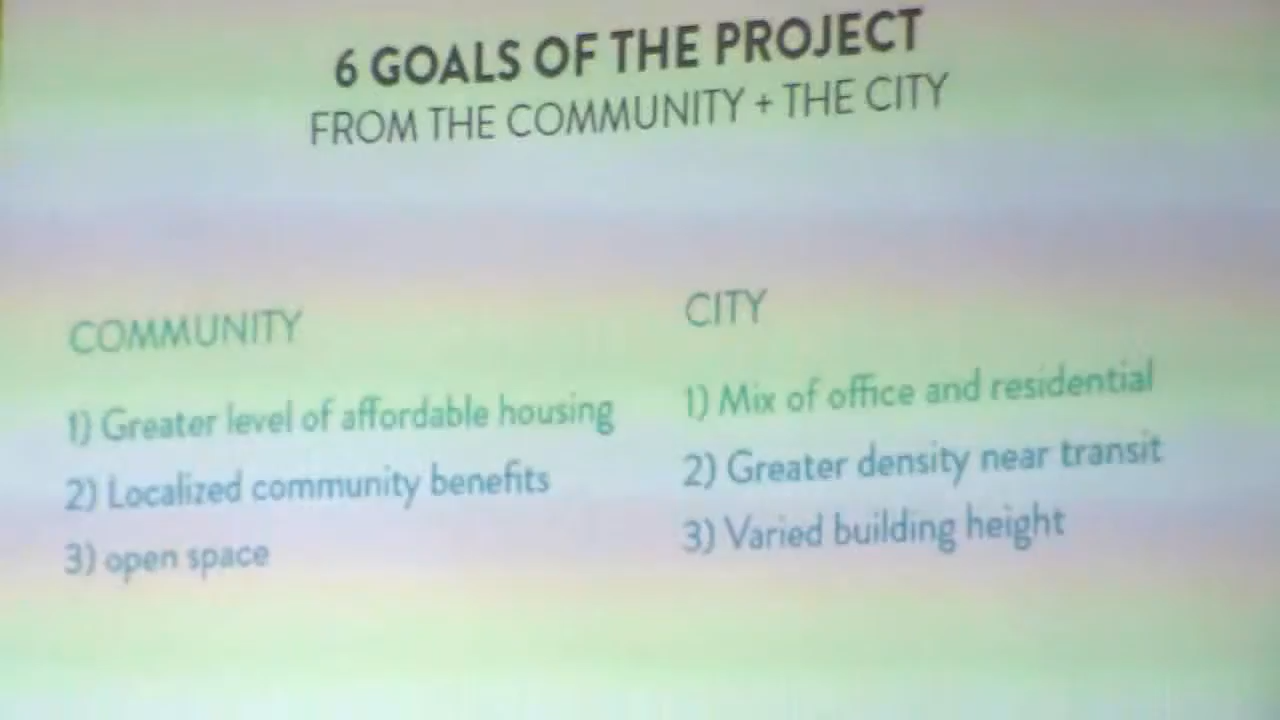 6 GOALS OF THE PROJECT
FROM THE COMMUNITY + THE CITY
COMMUNITY
1) Greater level of affordable housing
2) Localized community benefits
3) open space
CITY
1) Mix of office and residential
2) Greater density near transit
3) Varied building height